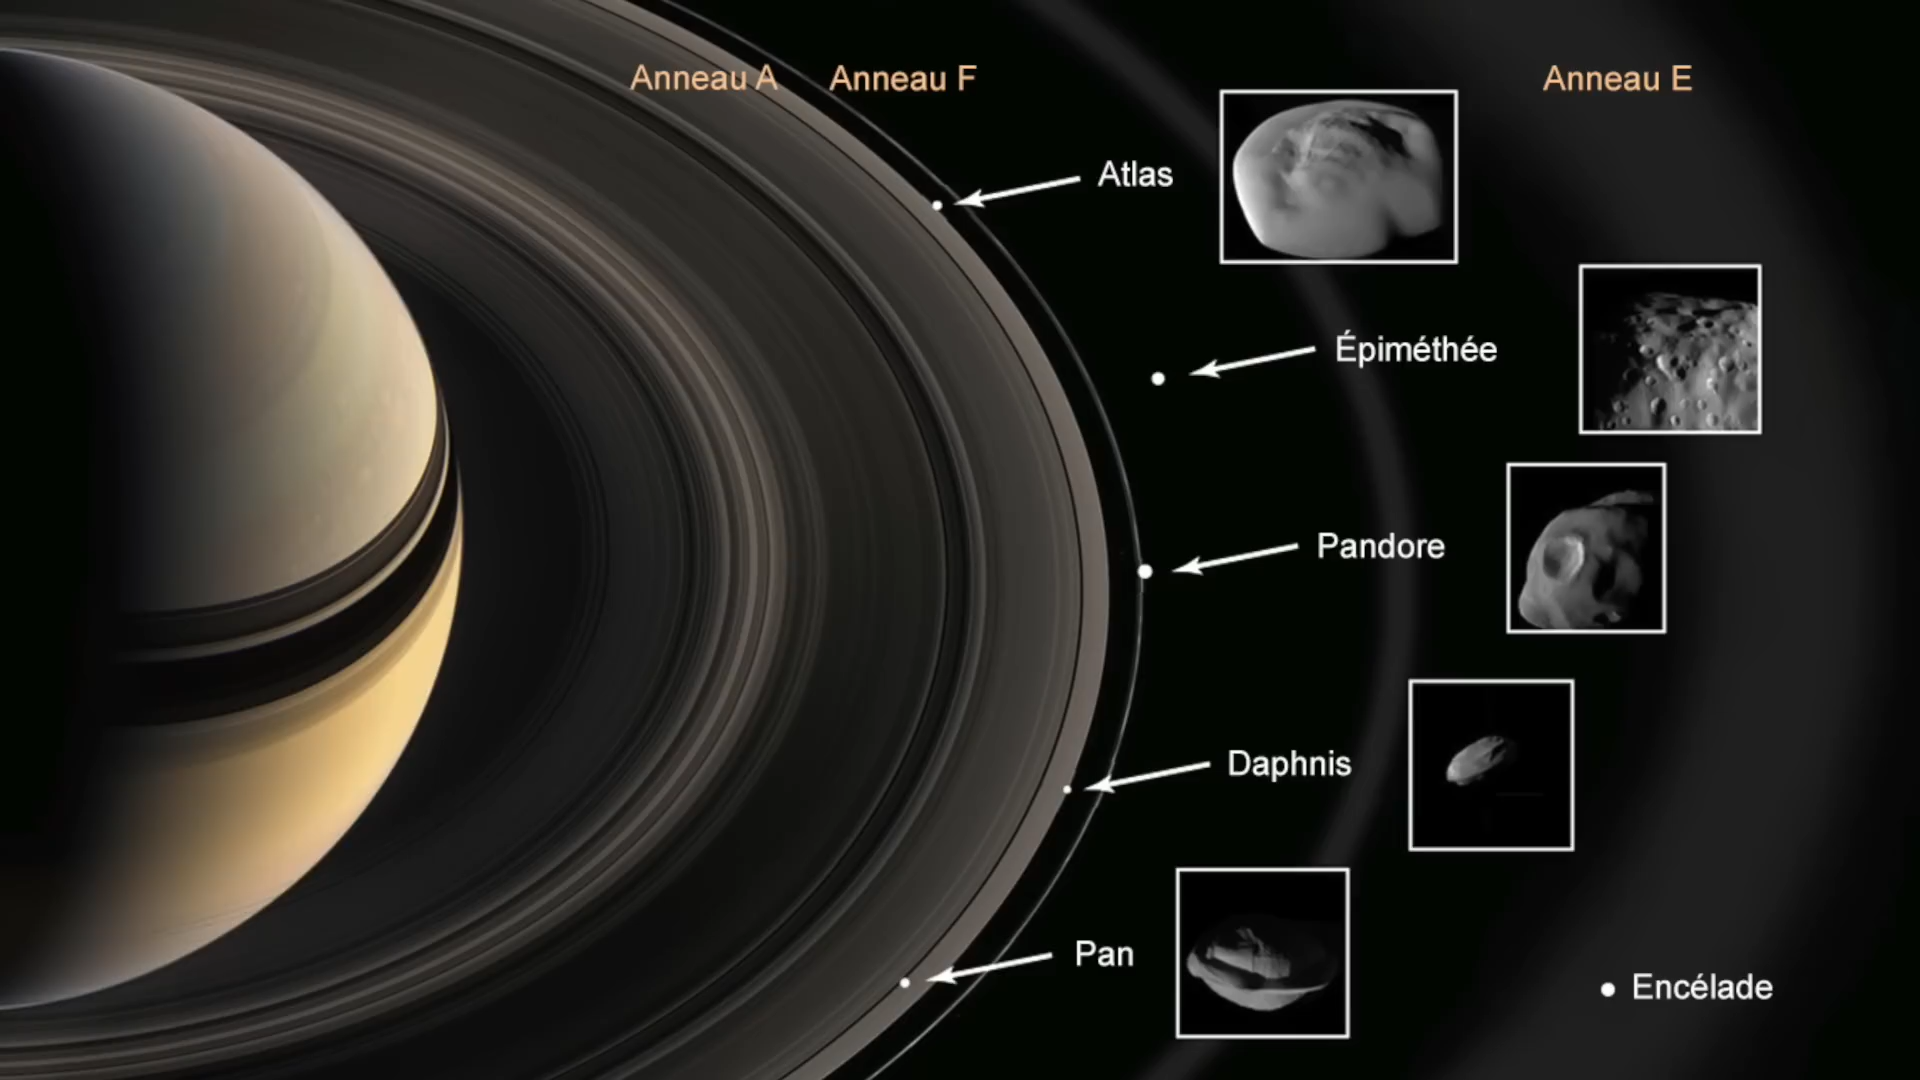 Anneau A
Anneau F
Anneau E
Atlas
Épiméthée
Pandore
Daphnis
Pan
Encélade